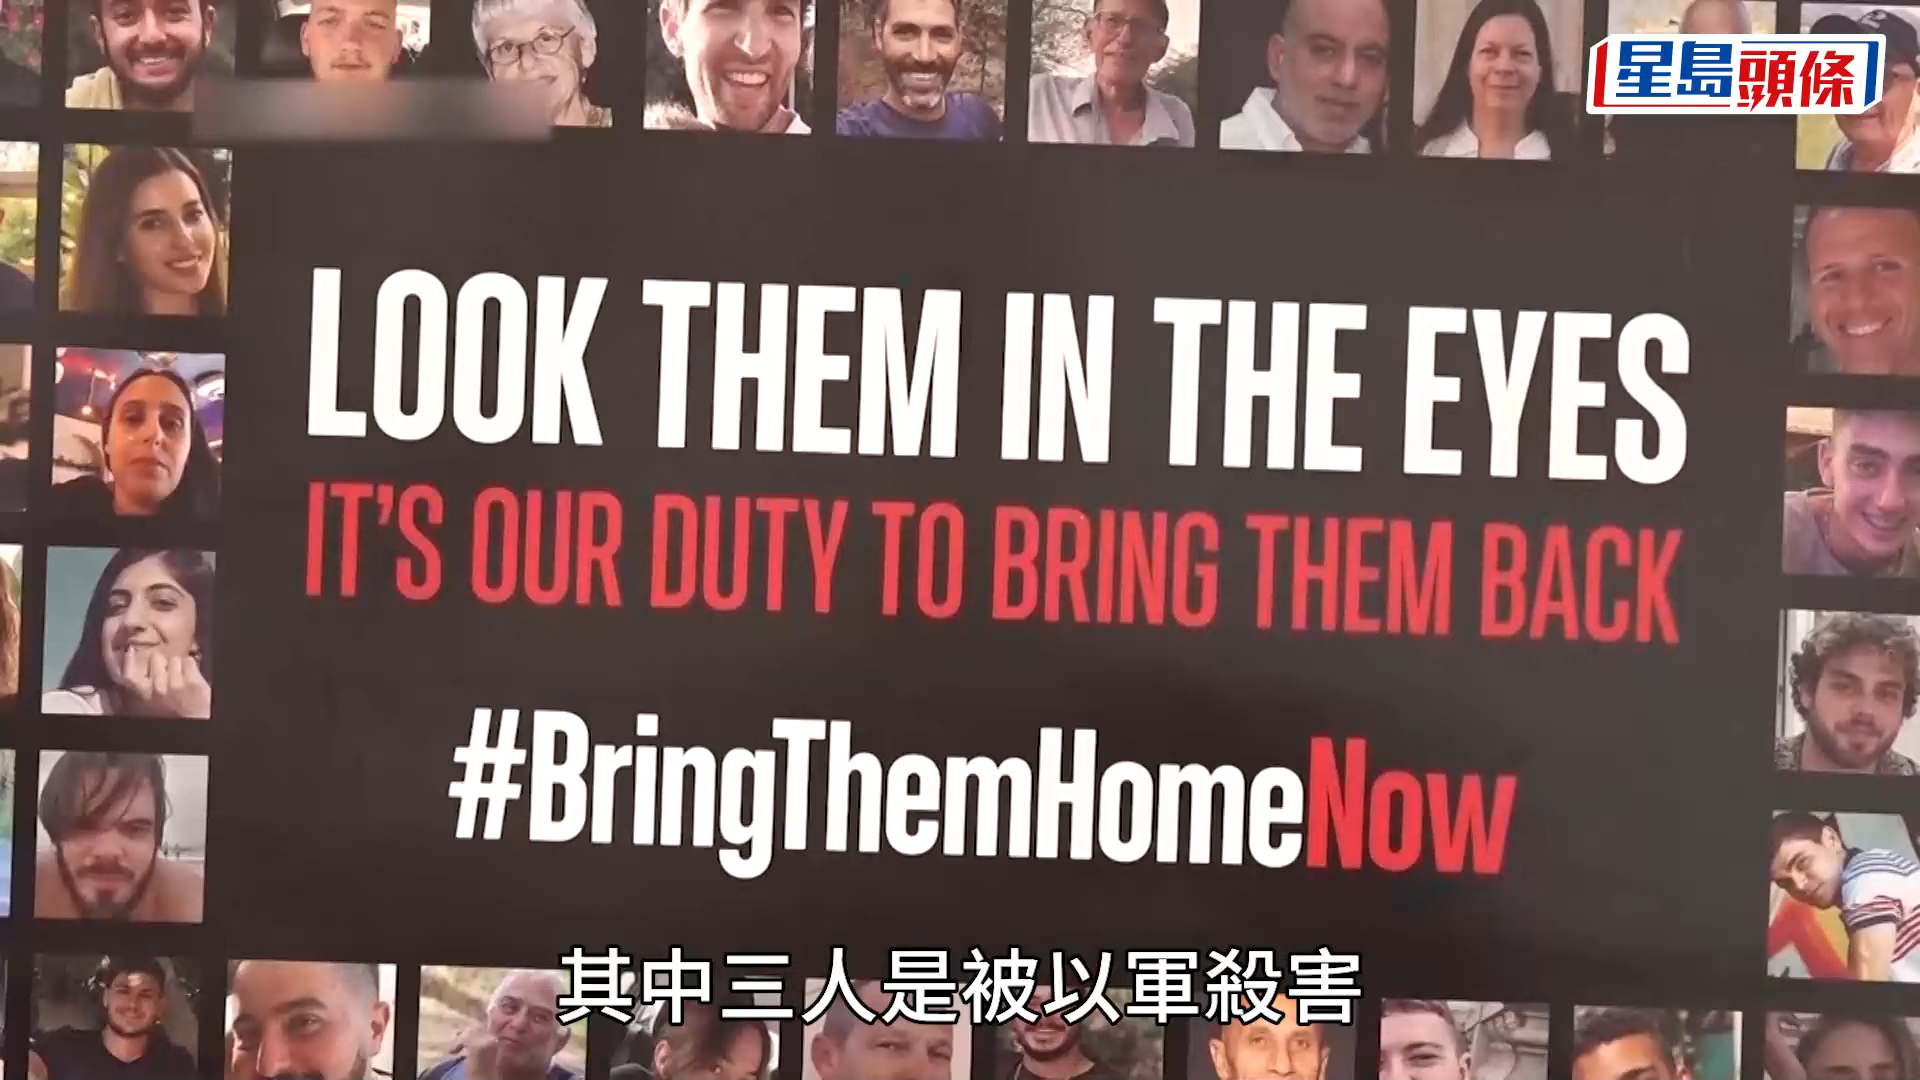 星島頭條
LOOK THEM IN THE EYES
IT'S OUR DUTY TO BRING THEM BACK
#BringThemHomeNow
其中三人是被以軍殺害